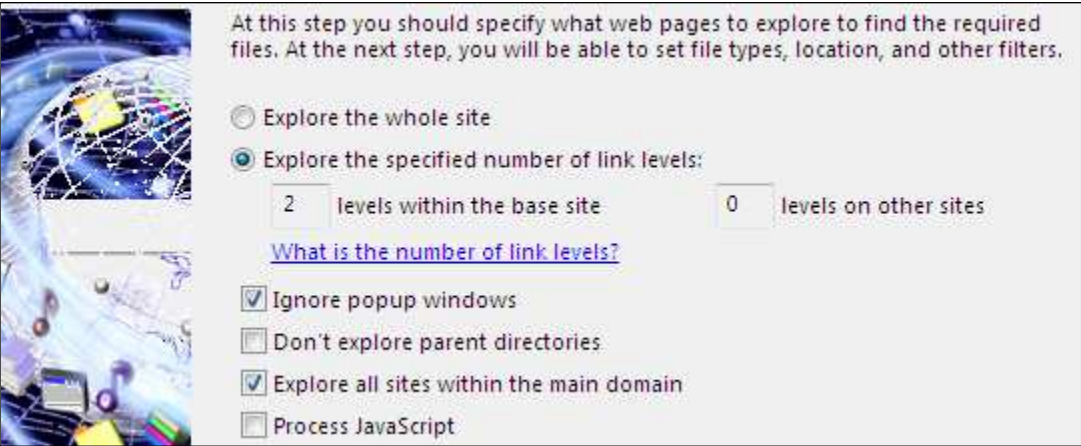 At this step you should specify what web pages to explore to find the required
files. At the next step, you will be able to set file types, location, and other filters.
Explore the whole site
Explore the specified number of link levels:
2 levels within the base site 0 levels on other sites
What is the number of link levels?
Ignore popup windows
Don't explore parent directories
Explore all sites within the main domain
Process JavaScript